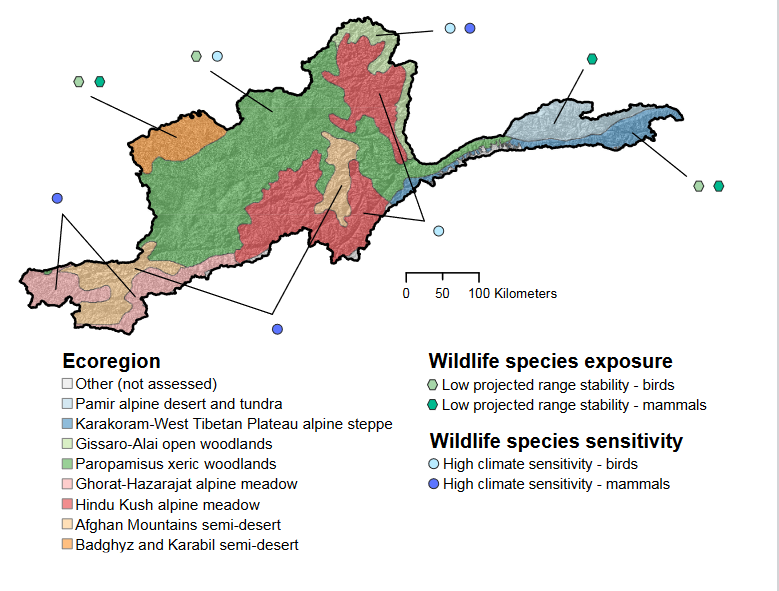 0 50 100 Kilometers
Ecoregion
Other (not assessed)
Pamir alpine desert and tundra
Karakoram-West Tibetan Plateau alpine steppe
Gissaro-Alai open woodlands
Paropamisus xeric woodlands
Ghorat-Hazarajat alpine meadow
Hindu Kush alpine meadow
Afghan Mountains semi-desert
Badghyz and Karabil semi-desert
Wildlife species exposure
Low projected range stability - birds
Low projected range stability - mammals
Wildlife species sensitivity
High climate sensitivity - birds
High climate sensitivity - mammals